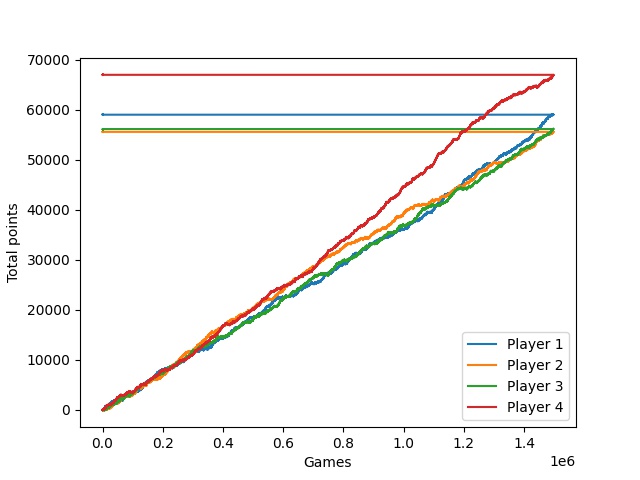 70000
60000
50000
40000
30000
20000
10000
0
Total points
0.0 0.2 0.4 0.6 0.8 1.0 1.2 1.4
1e6
Games
Player 1
Player 2
Player 3
Player 4